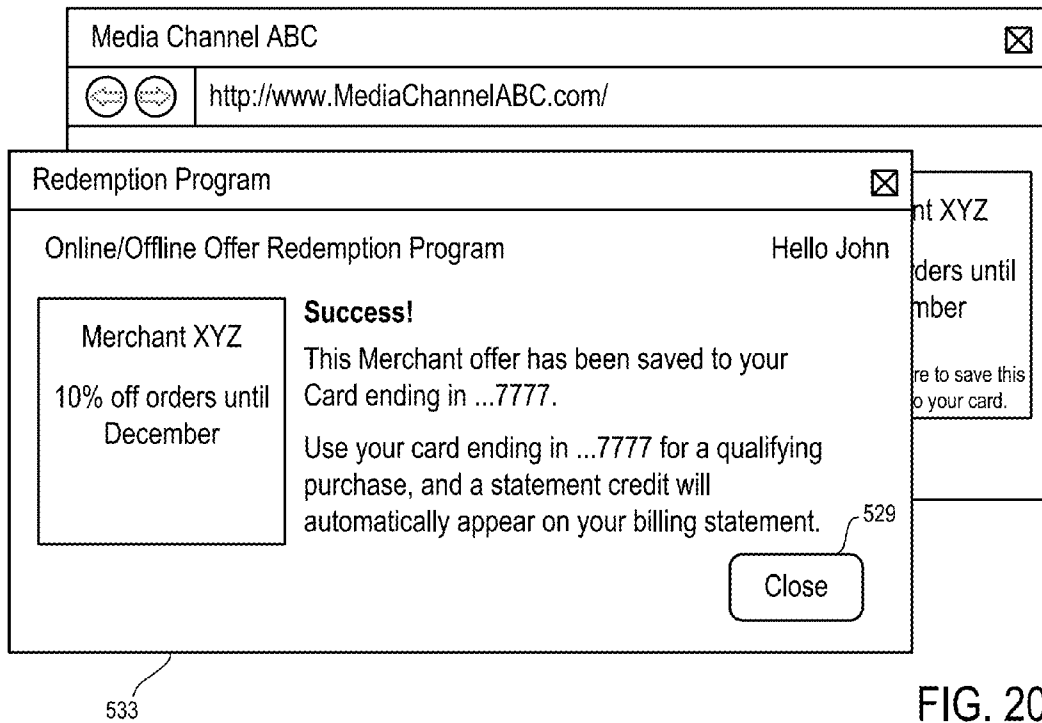 Media Channel ABC
http://www.MediaChannelABC.com/
Redemption Program
Online/Offline Offer Redemption Program
Hello John
Merchant XYZ
10% off orders until
December
Success!
This Merchant offer has been saved to your
Card ending in ...7777.
Use your card ending in ...7777 for a qualifying
purchase, and a statement credit will
automatically appear on your billing statement.
529
Close
nt XYZ
ders until
mber
re to save this
o your card.
533
FIG. 20